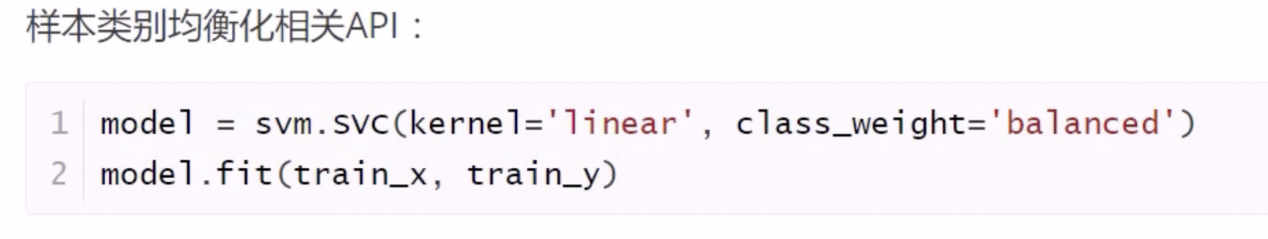 样本类别均衡化相关API：
1 model = svm.SVC(kernel='linear', class_weight='balanced')
2 model.fit(train_x, train_y)